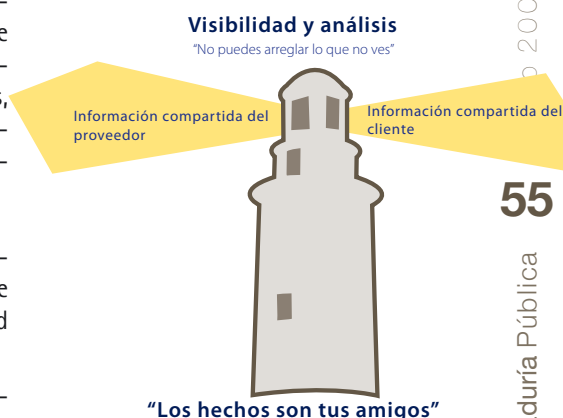 Visibilidad y análisis
“No puedes arreglar lo que no ves”
Información compartida del
proveedor
Información compartida del
cliente
“Los hechos son tus amigos”
55
Pública